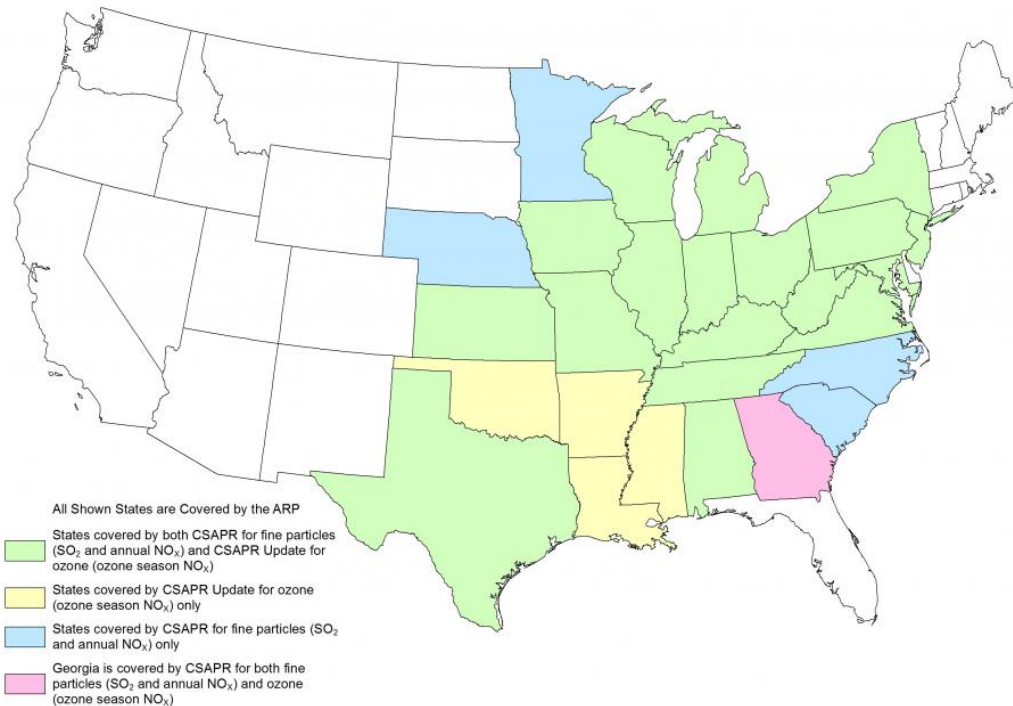 All Shown States are Covered by the ARP
States covered by both CSAPR for fine particles
(SO₂ and annual NOₓ) and CSAPR Update for
ozone (ozone season NOₓ)
States covered by CSAPR Update for ozone
(ozone season NOₓ) only
States covered by CSAPR for fine particles (SO₂
and annual NOₓ) only
Georgia is covered by CSAPR for both fine
particles (SO₂ and annual NOₓ) and ozone
(ozone season NOₓ)